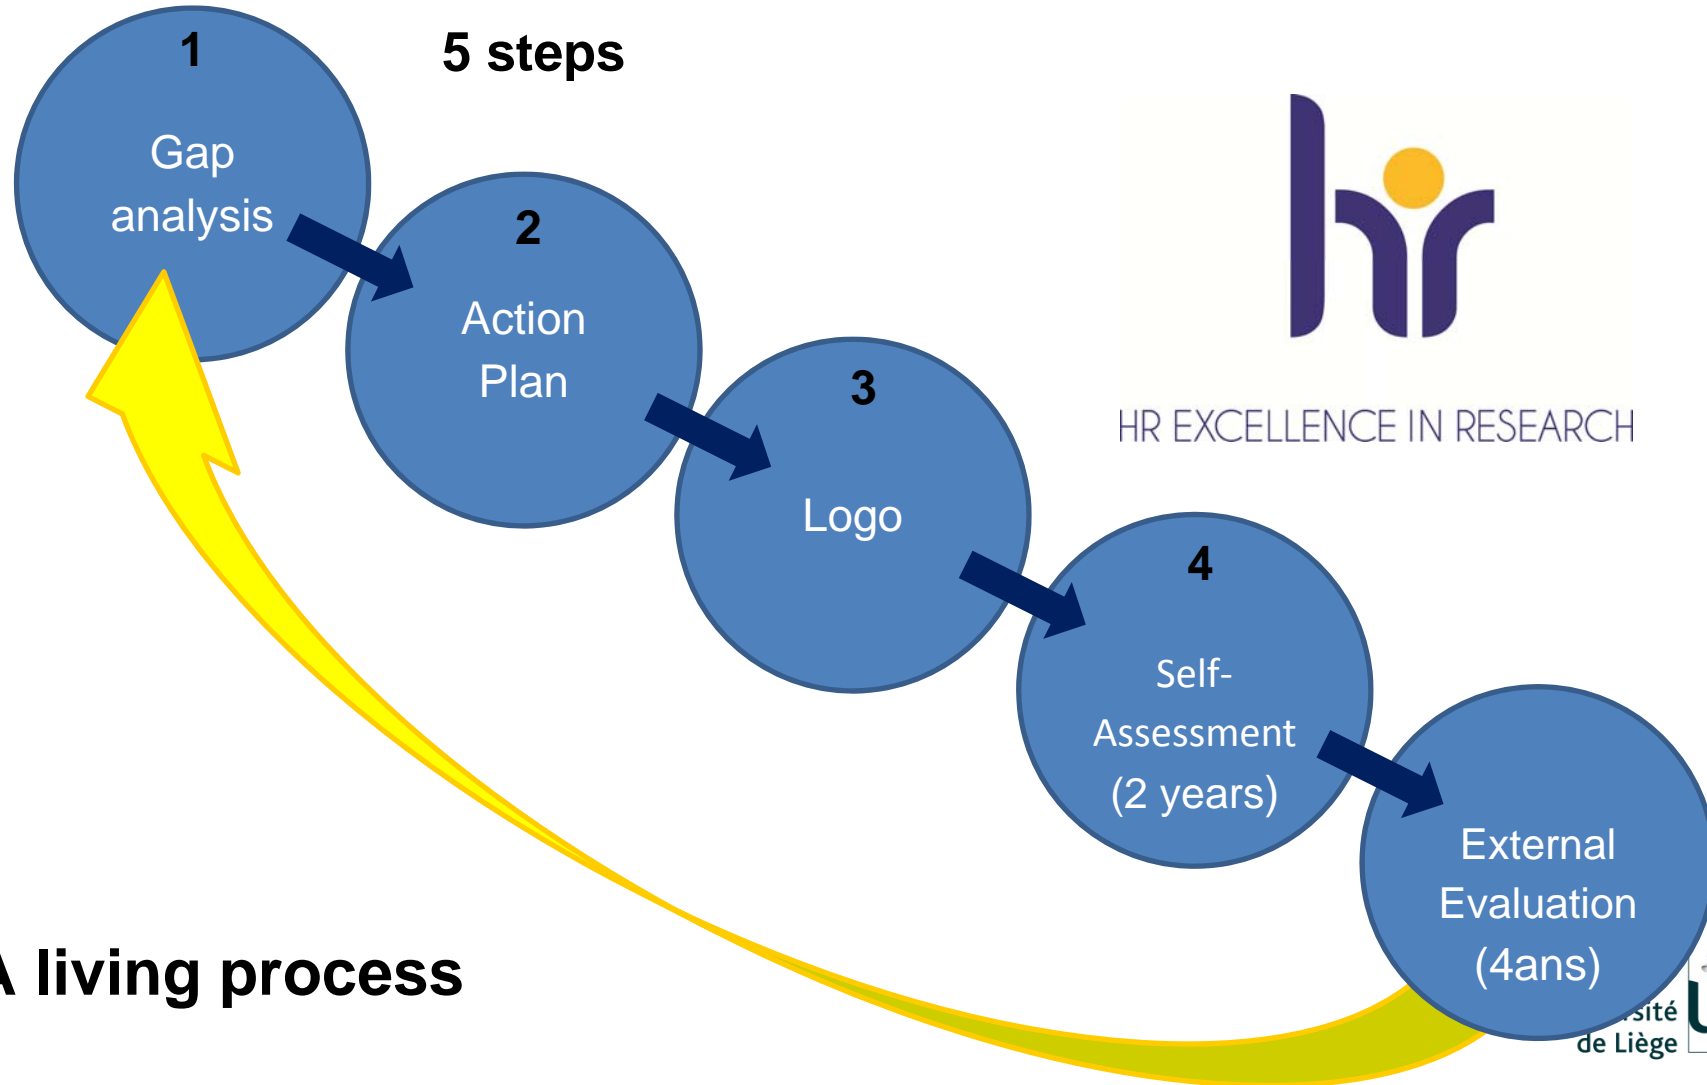 1
5 steps
Gap
analysis
2
Action
Plan
3
Logo
HR EXCELLENCE IN RESEARCH
4
Self-
Assessment
(2 years)
External
Evaluation
(4ans)
A living process
sité
de Liège